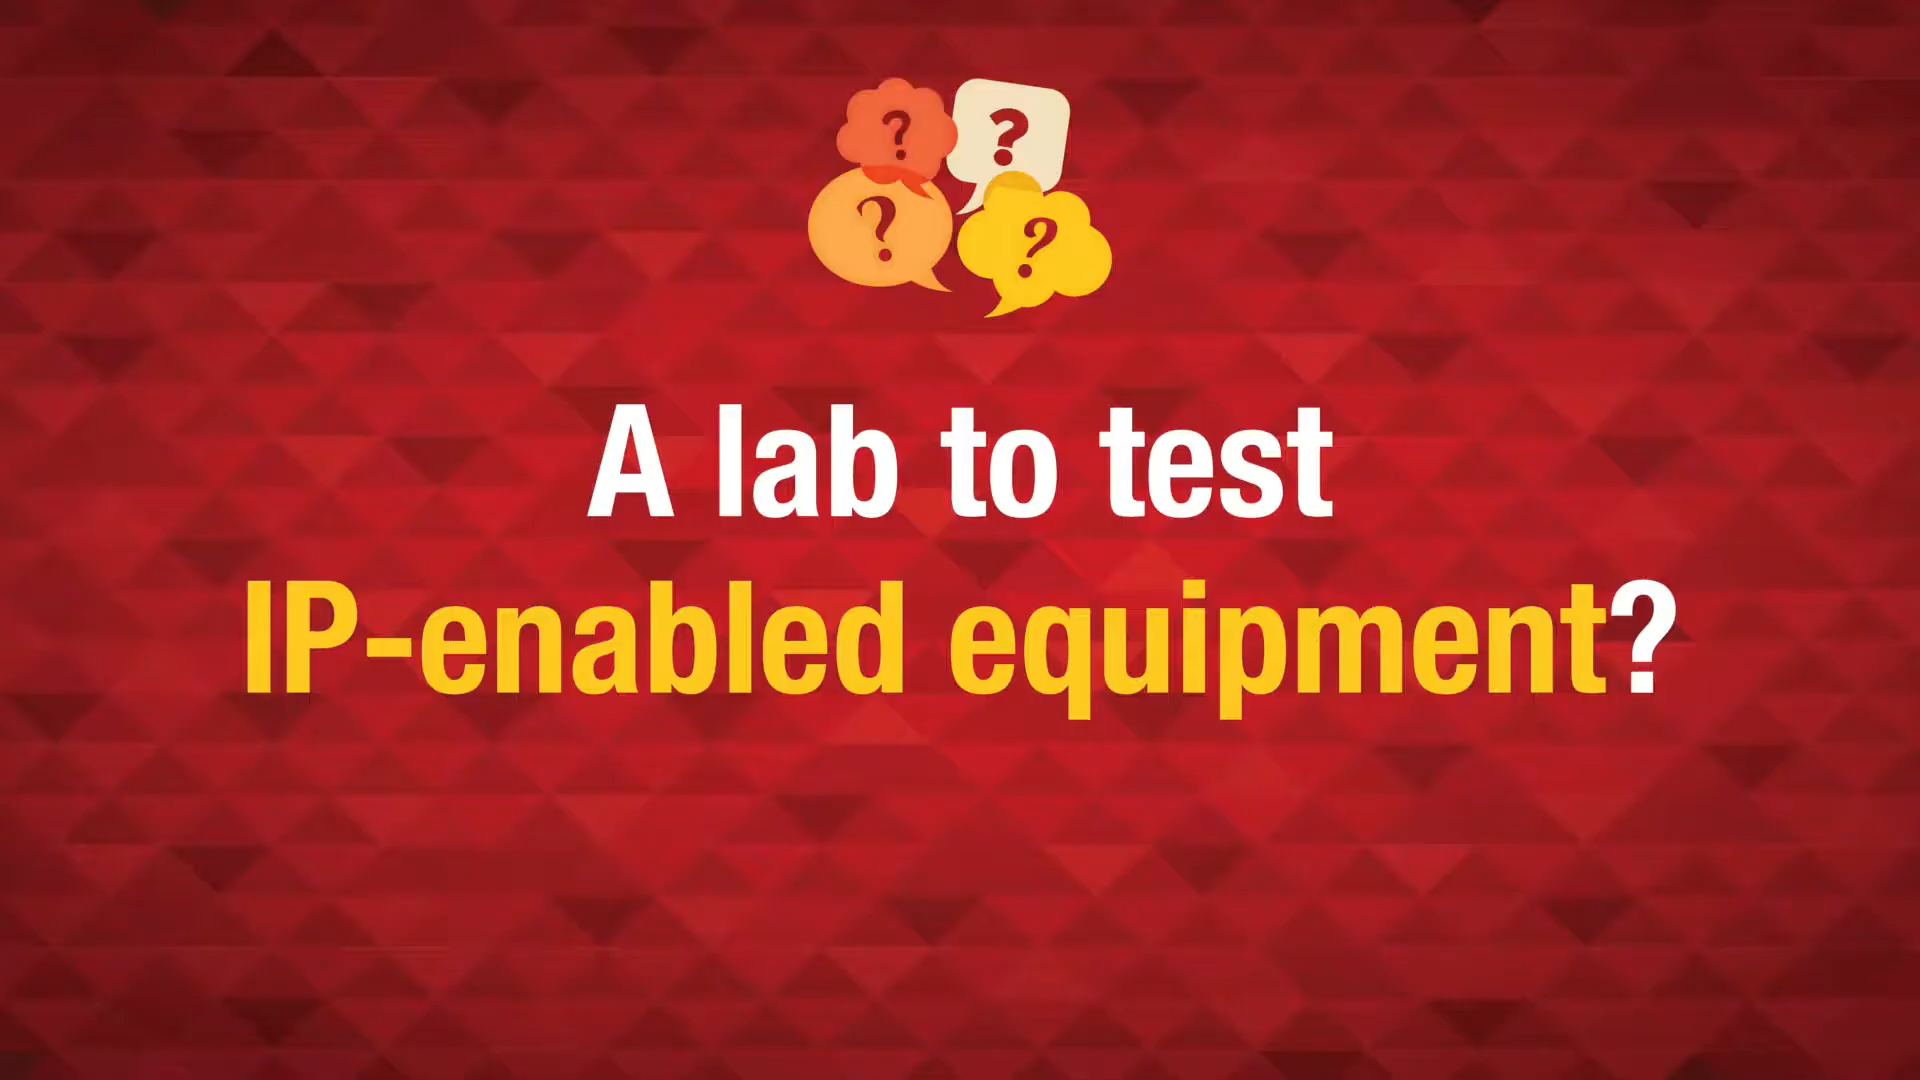 ? ?
? ?
A lab to test
IP-enabled equipment?